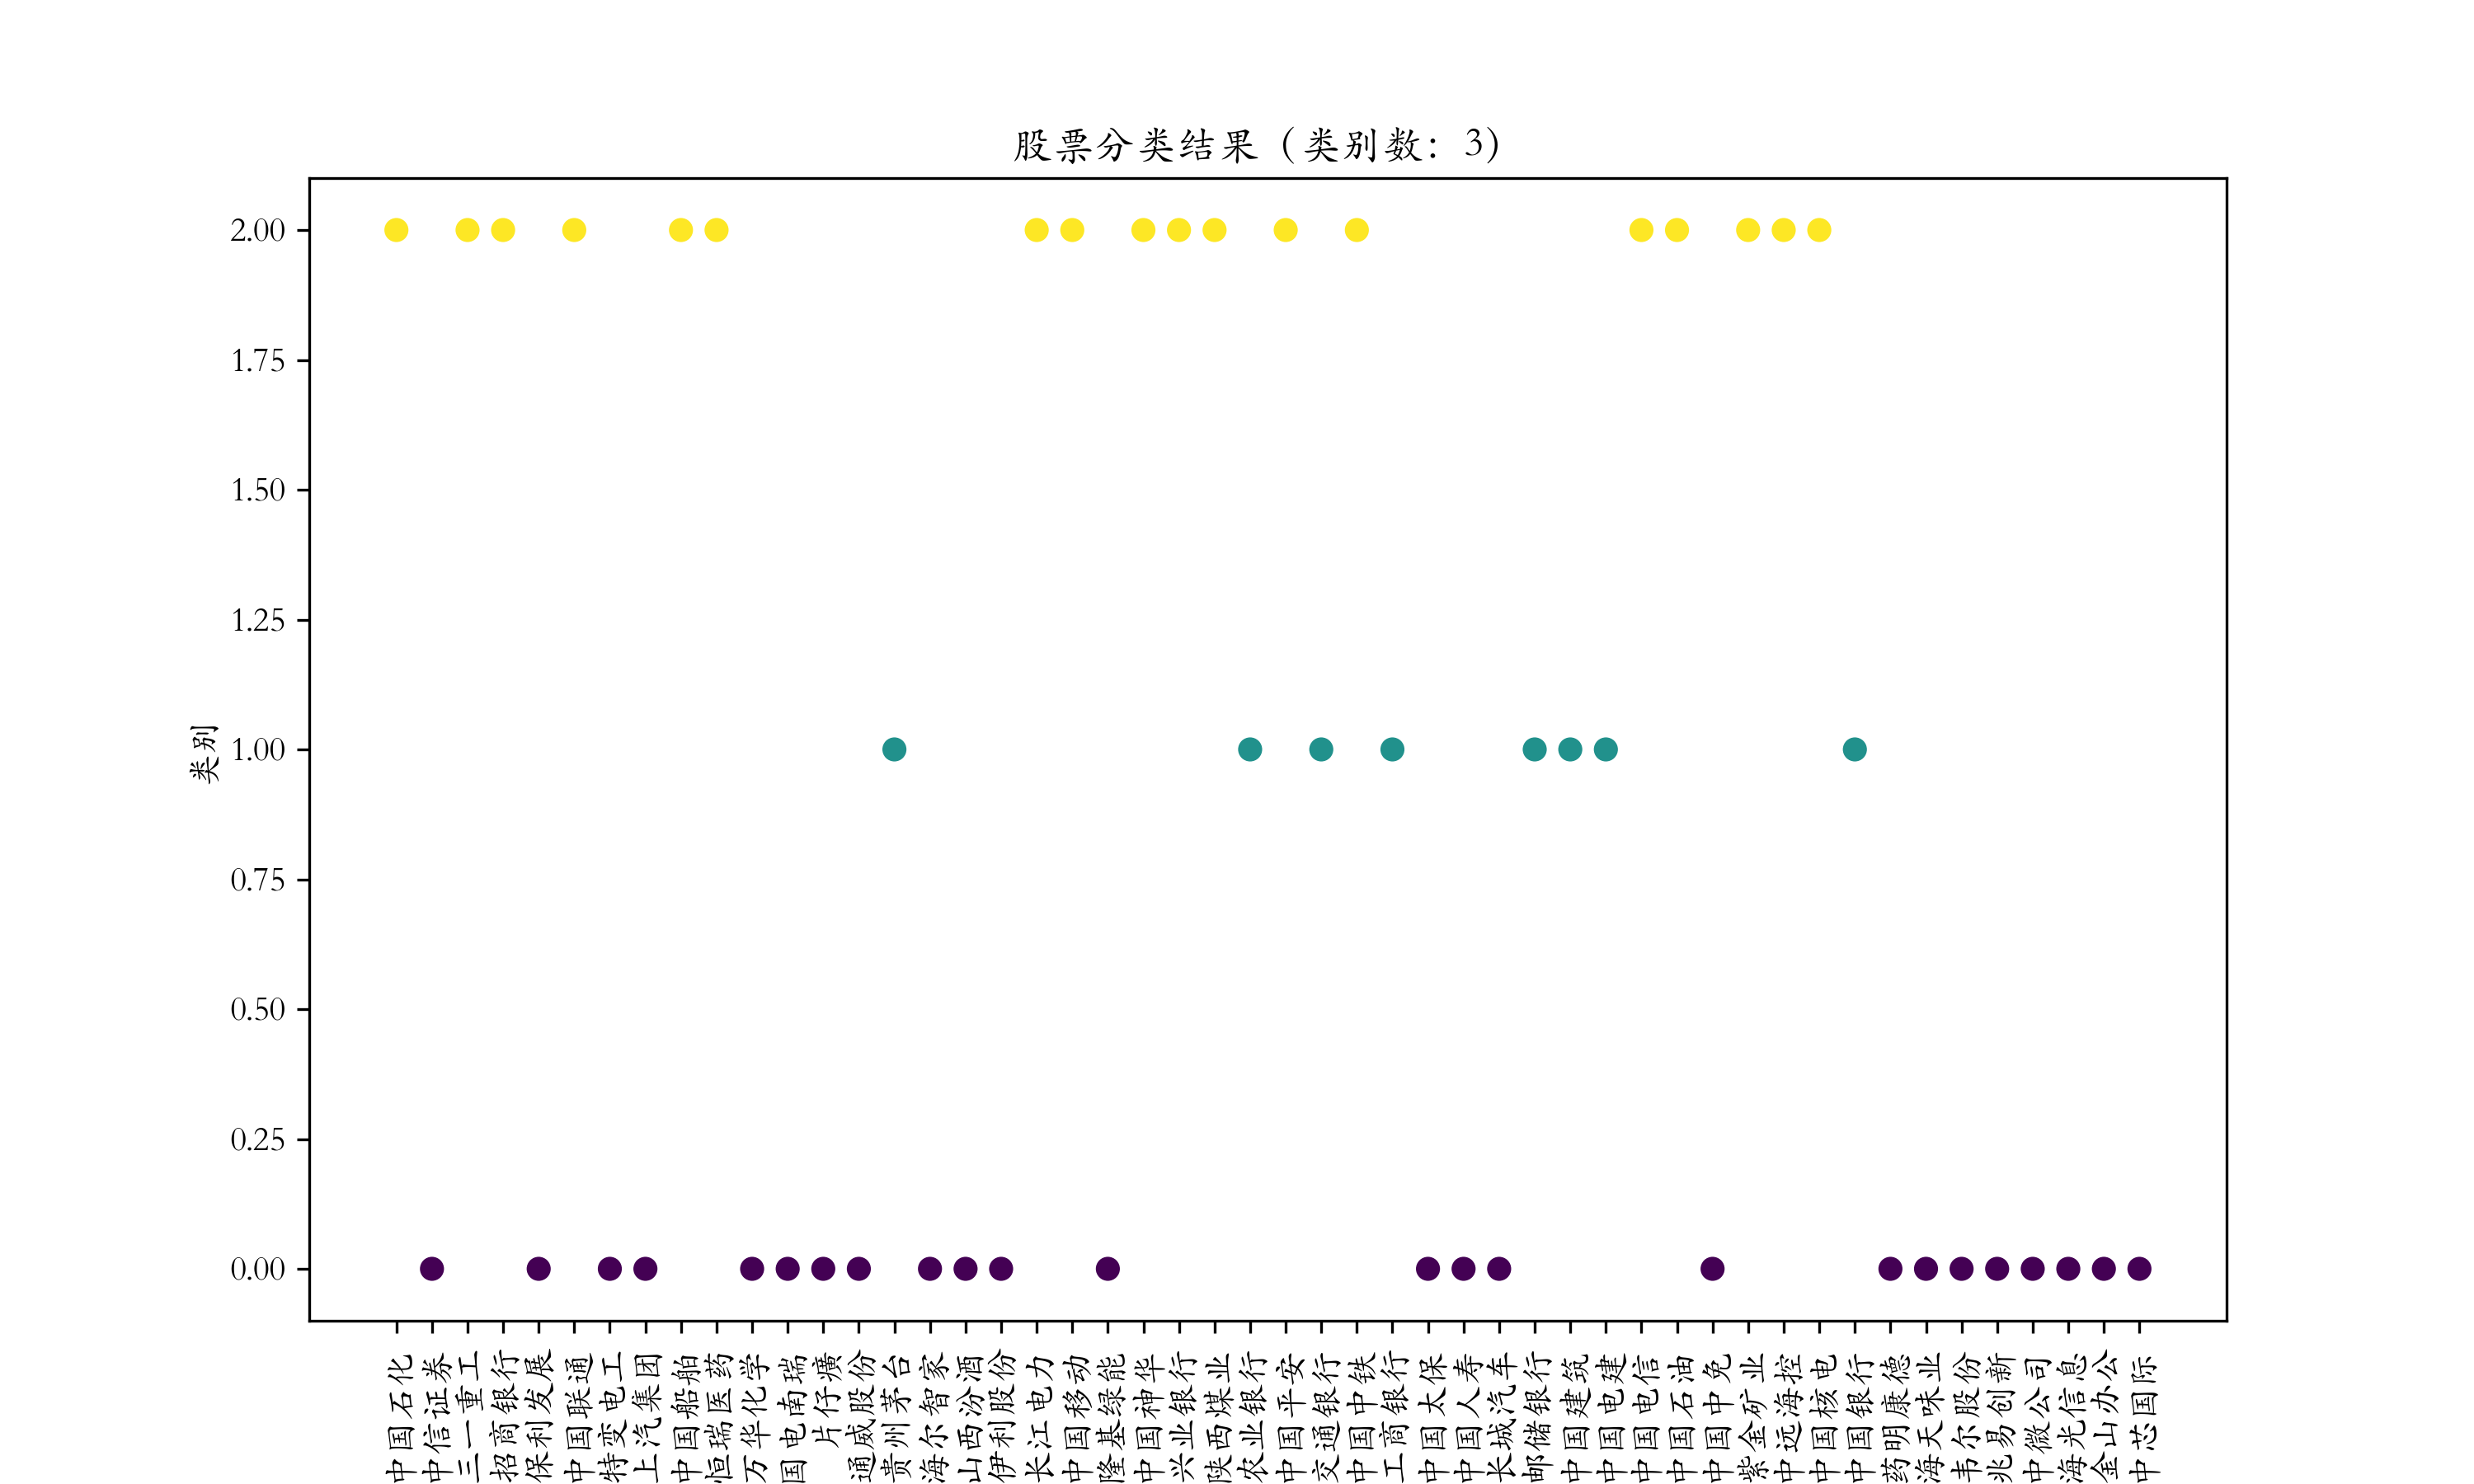 股票分类结果 (类别数: 3)
类别
2.00
1.75
1.50
1.25
1.00
0.75
0.50
0.25
0.00
中国石化
中信证券
三一重工
招商银行
保利发展
中国联通
特变电工
上汽集团
中国船舶
恒瑞医药
万华化学
国电南瑞
片仔癀
通威股份
贵州茅台
海尔智家
山西汾酒
伊利股份
长江电力
中国移动
隆基绿能
中国神华
兴业银行
陕西煤业
农业银行
中国平安
交通银行
中国中铁
工商银行
中国太保
中国人寿
长城汽车
邮储银行
中国建筑
中国电建
中国电信
中国石油
中国中免
紫金矿业
中远海控
中国核电
中国银行
药明康德
海天味业
韦尔股份
兆易创新
中微公司
海光信息
金山办公
中芯国际